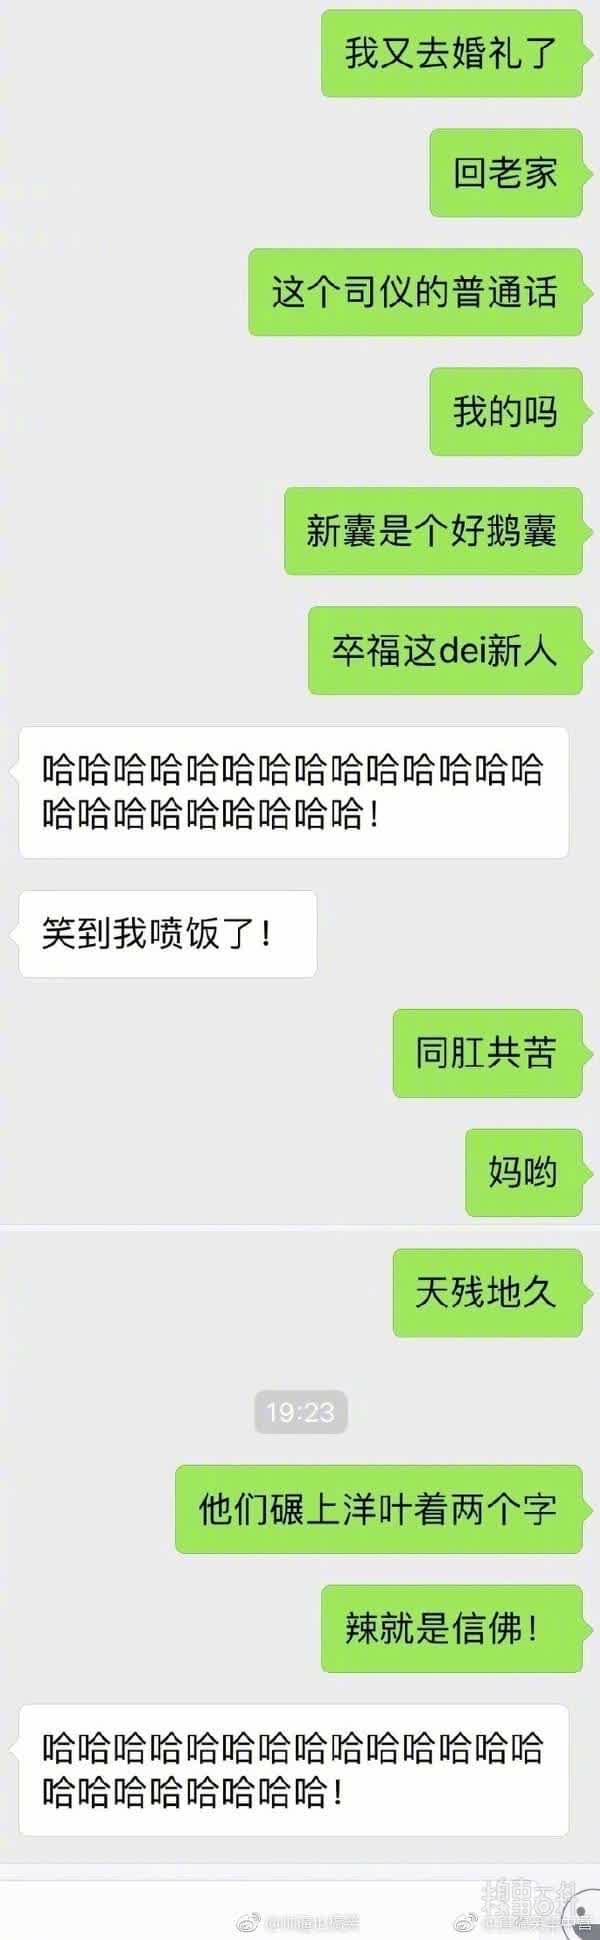 我又去婚礼了
回老家
这个司仪的普通话
我的吗
新囊是个好鹅囊
卒福这dei新人
哈哈哈哈哈哈哈哈哈哈哈哈哈哈
哈哈哈哈哈哈哈哈哈！
笑到我喷饭了！
同肛共苦
妈哟
天残地久
19:23
他们碾上洋叶着两个字
辣就是信佛！
哈哈哈哈哈哈哈哈哈哈哈哈哈哈
哈哈哈哈哈哈哈哈！